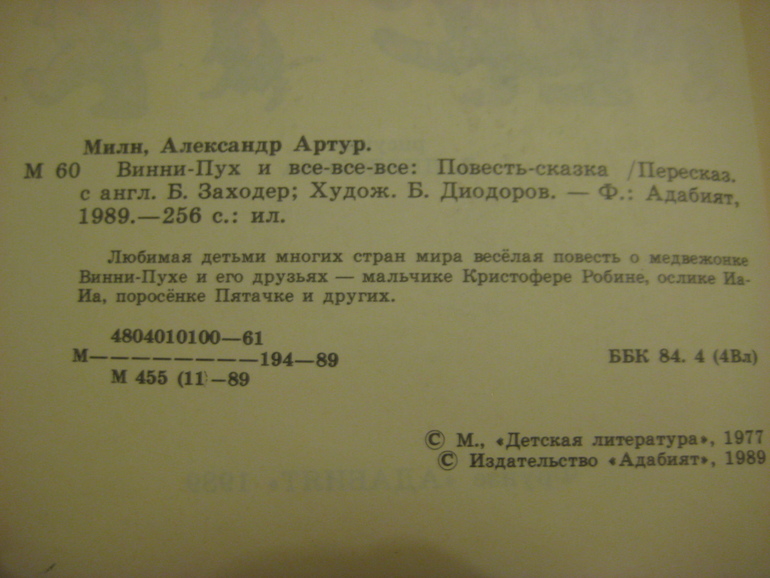 Милн, Александр Артур.
М 60 Винни-Пух и все-все-все: Повесть-сказка /Пересказ.
с англ. Б. Заходер; Худож. Б. Диодоров. — Ф.: Адабият,
1989.—256 с.: ил.
Любимая детьми многих стран мира весёлая повесть о медвежонке
Винни-Пухе и его друзьях — мальчике Кристофере Робине, ослике Иа-
Иа, поросёнке Пятачке и других.
4804010100—61
М————————194—89 ББК 84. 4 (4Вл)
М 455 (11)—89
© М., «Детская литература», 1977
© Издательство «Адабият», 1989